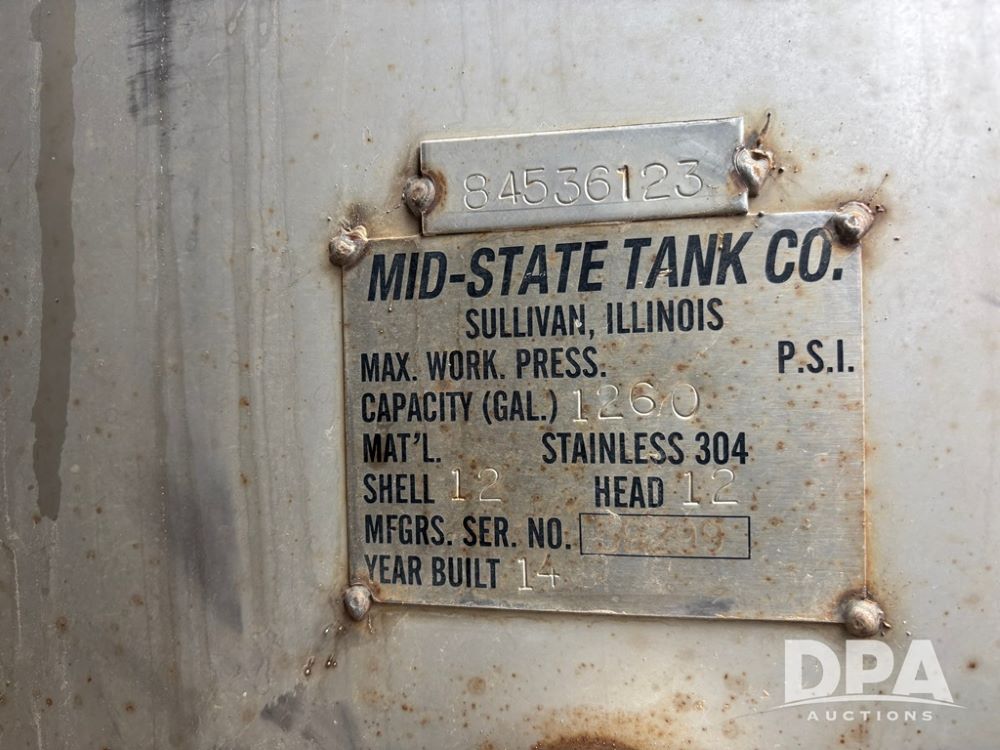 84536123
MID-STATE TANK CO.
SULLIVAN, ILLINOIS
MAX. WORK. PRESS. P.S.I.
CAPACITY (GAL.) 1260
MAT'L. STAINLESS 304
SHELL 12 HEAD 12
MFGRS. SER. NO.
YEAR BUILT 14
DPA
AUCTIONS